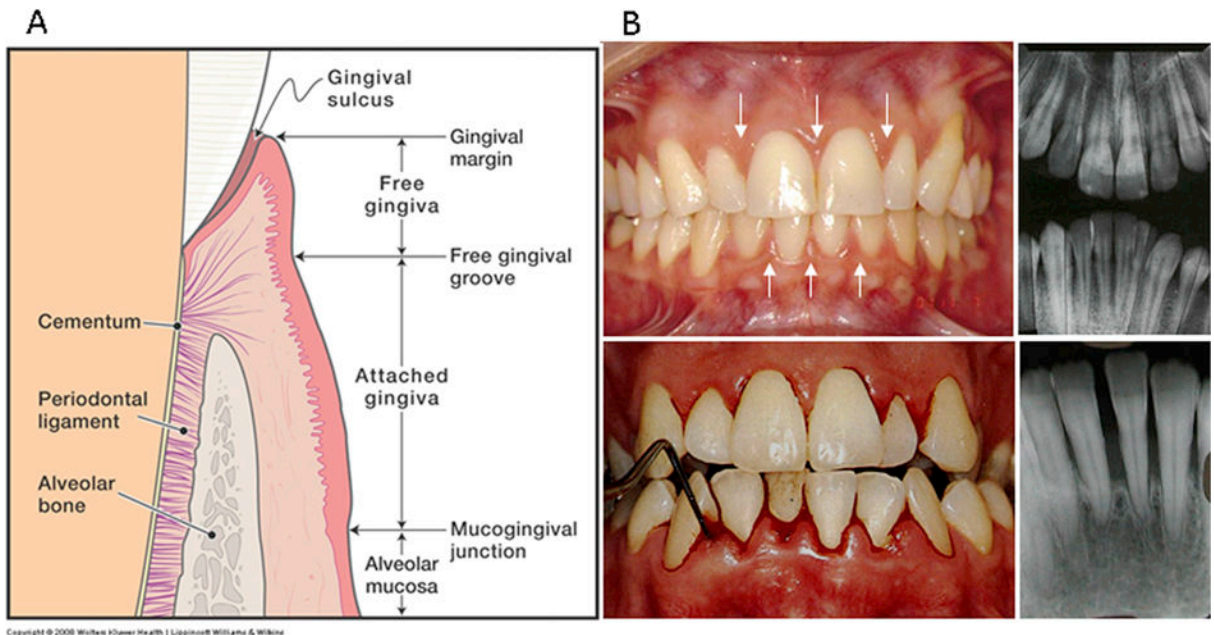 A
B
Gingival
sulcus
Gingival
margin
Free
gingiva
Free gingival
groove
Cementum
Attached
gingiva
Periodontal
ligament
Alveolar
bone
Mucogingival
junction
Alveolar
mucosa
Copyright © 2008 Wolters Kluwer Health | Lippincott Williams & Wilkins